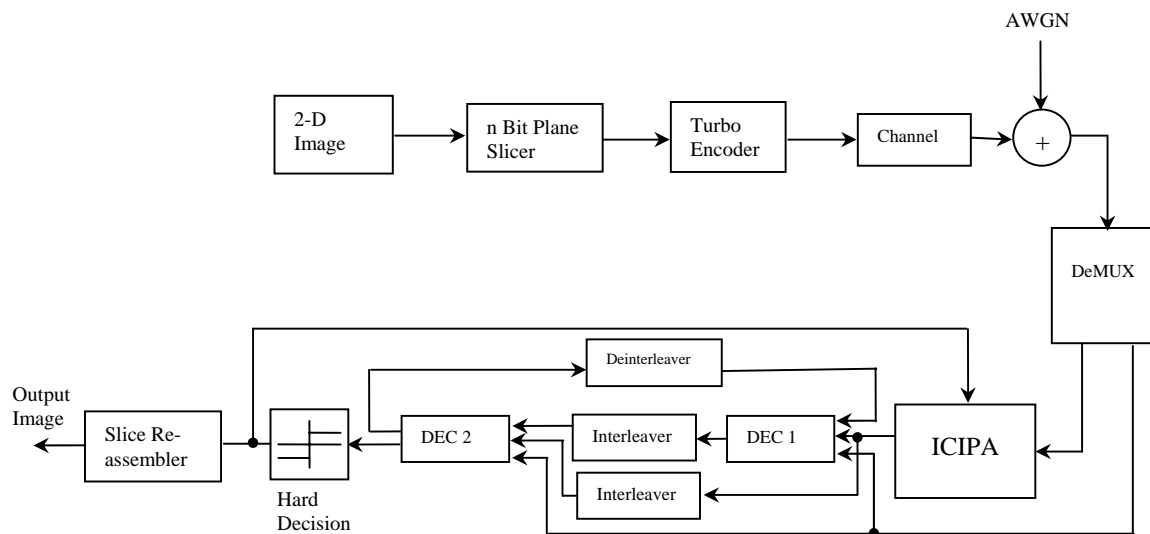 AWGN
2-D
Image
n Bit Plane
Slicer
Turbo
Encoder
Channel
+
DeMUX
Deinterleaver
Output
Image
Slice Re-
assembler
DEC 2
Interleaver
DEC 1
ICIPA
Interleaver
Hard
Decision